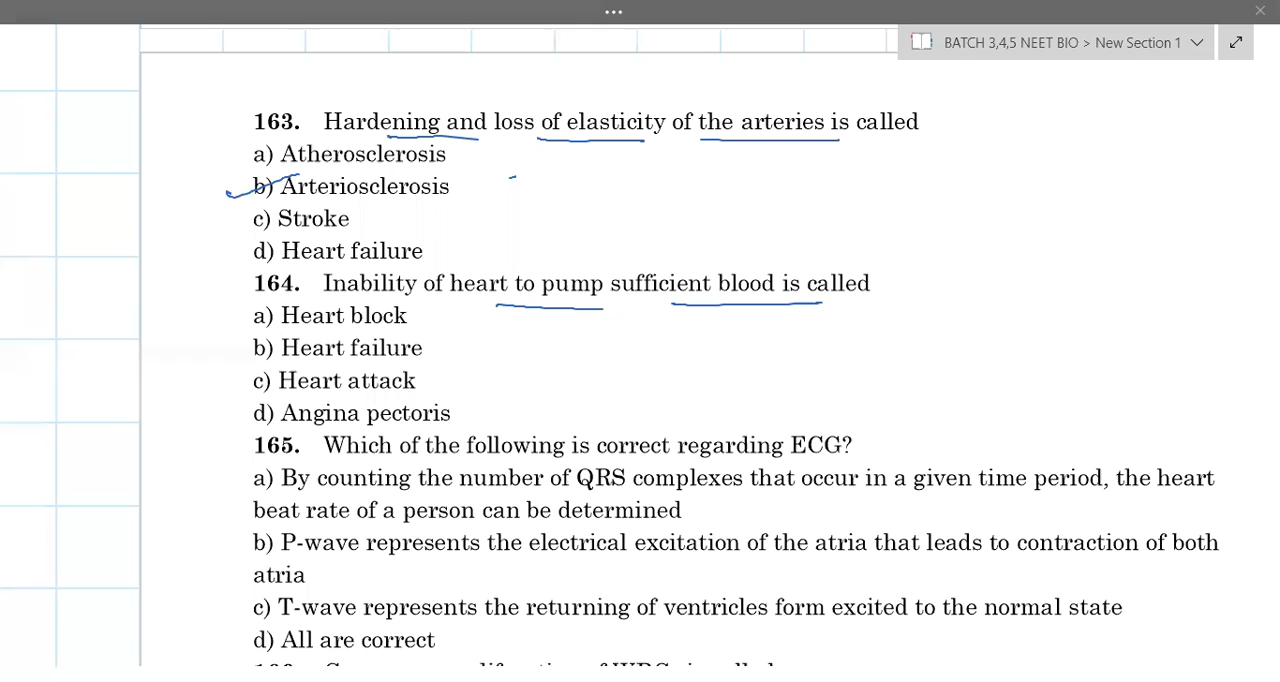 BATCH 3,4,5 NEET BIO > New Section 1
163. Hardening and loss of elasticity of the arteries is called
a) Atherosclerosis
b) Arteriosclerosis
c) Stroke
d) Heart failure
164. Inability of heart to pump sufficient blood is called
a) Heart block
b) Heart failure
c) Heart attack
d) Angina pectoris
165. Which of the following is correct regarding ECG?
a) By counting the number of QRS complexes that occur in a given time period, the heart
beat rate of a person can be determined
b) P-wave represents the electrical excitation of the atria that leads to contraction of both
atria
c) T-wave represents the returning of ventricles form excited to the normal state
d) All are correct